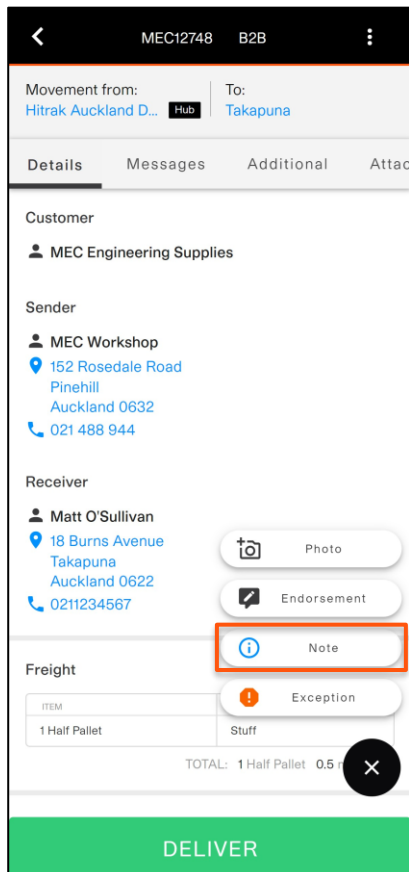 MEC12748 B2B
Movement from: To:
Hitrak Auckland D... Hub Takapuna
Details Messages Additional Attac
Customer
MEC Engineering Supplies
Sender
MEC Workshop
152 Rosedale Road
Pinehill
Auckland 0632
021 488 944
Receiver
Matt O'Sullivan
18 Burns Avenue
Takapuna
Auckland 0622
0211234567
Photo
Endorsement
Note
Exception
Freight
ITEM
1 Half Pallet Stuff
TOTAL: 1 Half Pallet 0.5
DELIVER